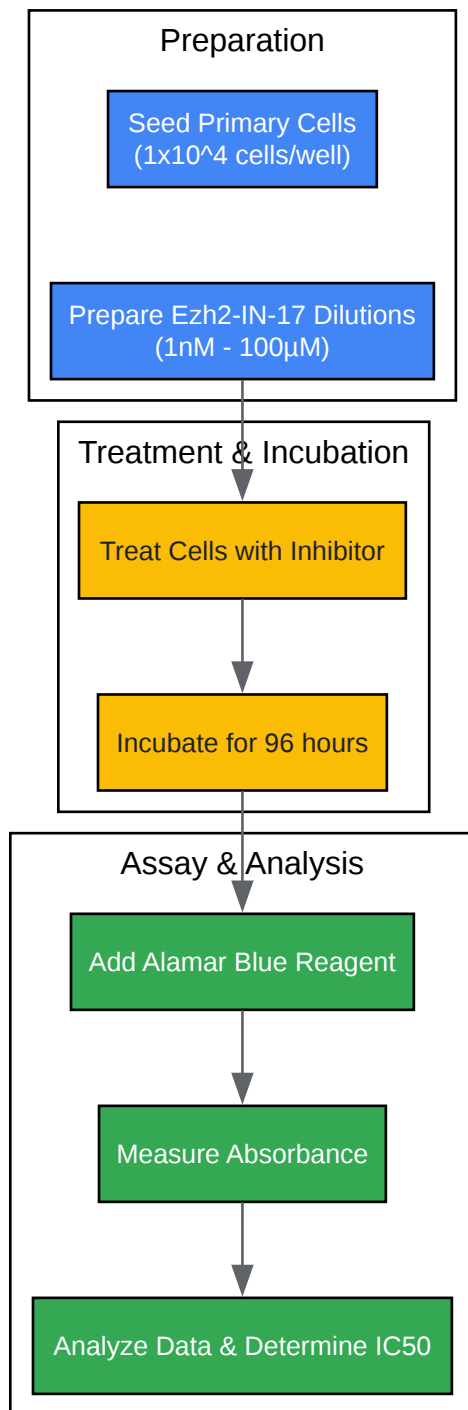 Preparation
Seed Primary Cells
(1x10^4 cells/well)
Prepare Ezh2-IN-17 Dilutions
(1nM - 100µM)
Treatment & Incubation
Treat Cells with Inhibitor
Incubate for 96 hours
Assay & Analysis
Add Alamar Blue Reagent
Measure Absorbance
Analyze Data & Determine IC50